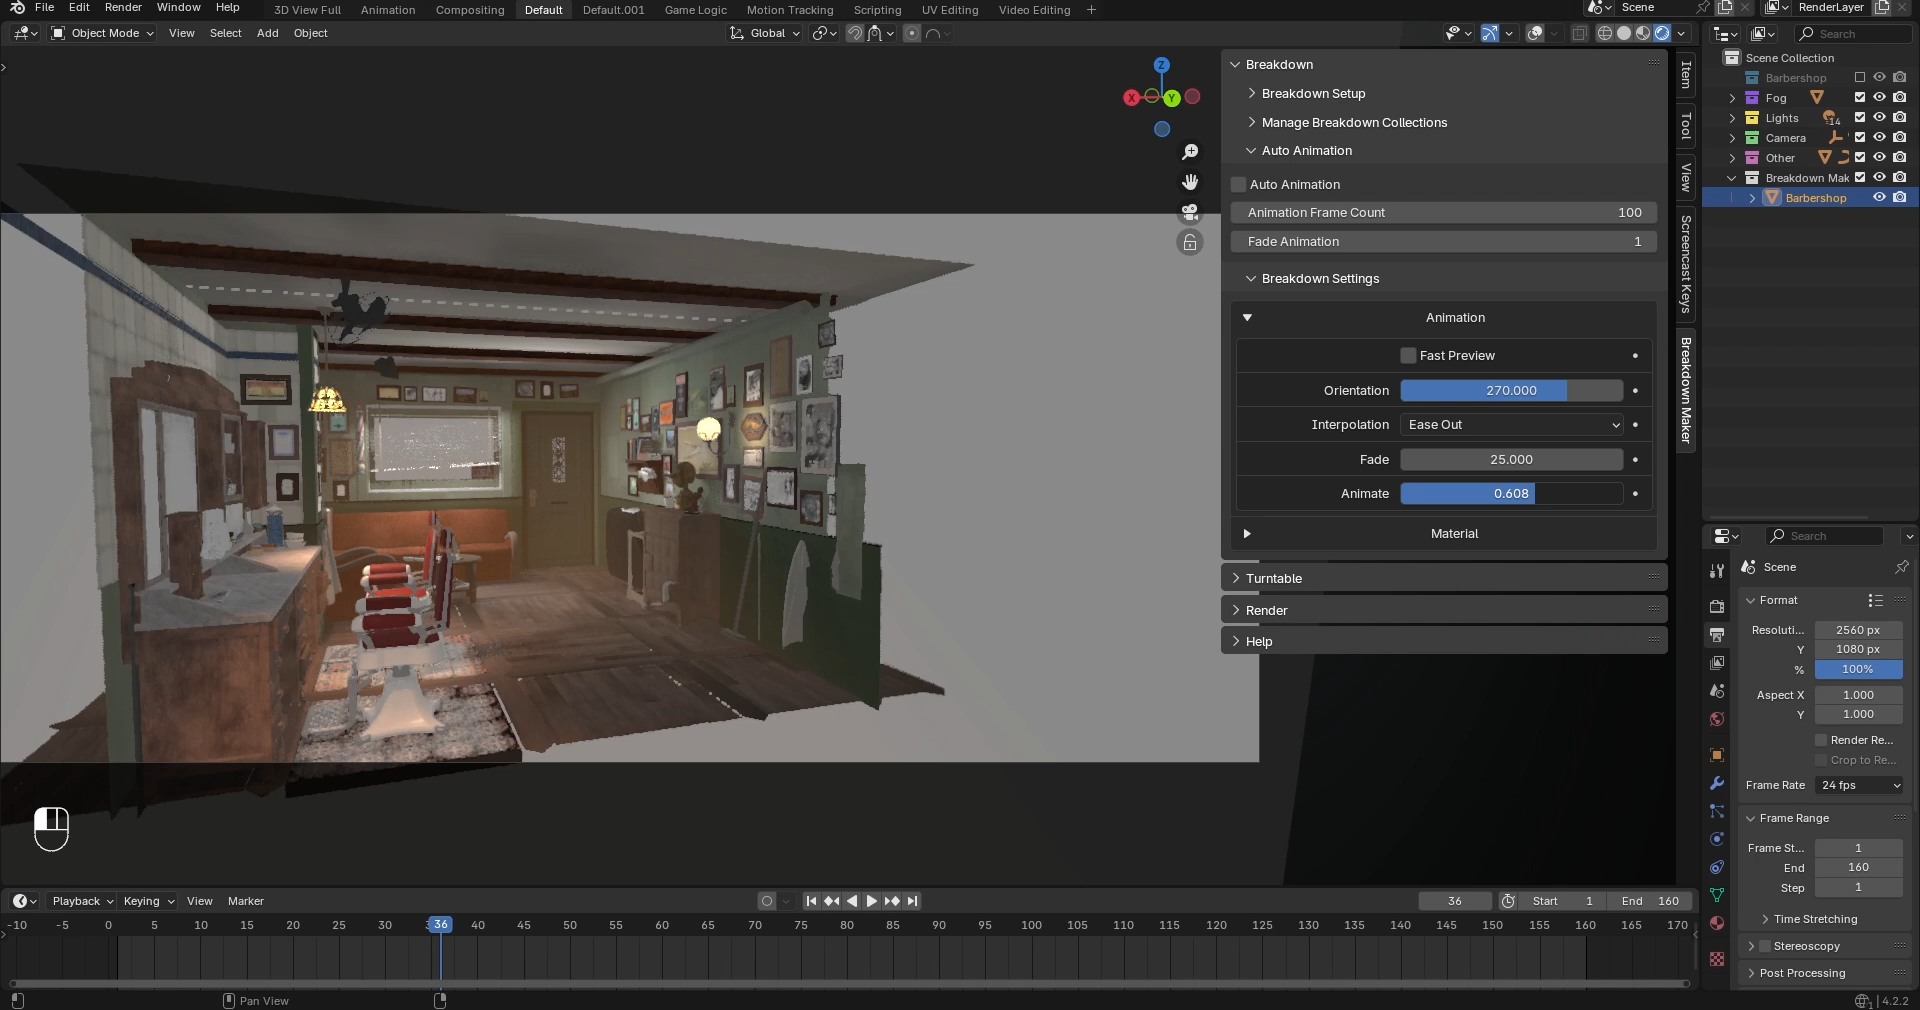 File Edit Render Window Help 3D View Full Animation Compositing Default Default.001 Game Logic Motion Tracking Scripting UV Editing Video Editing + Scene RenderLayer
Object Mode View Select Add Object Global Search
Scene Collection
Barbershop
Fog
Lights 14
Camera
Other
Breakdown Mak
Barbershop
Z
X Y
Breakdown
Breakdown Setup
Manage Breakdown Collections
Auto Animation
Auto Animation
Animation Frame Count 100
Fade Animation 1
Breakdown Settings
Animation
Fast Preview
Orientation 270.000
Interpolation Ease Out
Fade 25.000
Animate 0.608
Material
Turntable
Render
Help
Item
Tool
View
Screencast Keys
Breakdown Maker
Search
Scene
Format
Resoluti... 2560 px
Y 1080 px
% 100%
Aspect X 1.000
Y 1.000
Render Re...
Crop to Re...
Frame Rate 24 fps
Frame Range
Frame St... 1
End 160
Step 1
Time Stretching
Stereoscopy
Post Processing
Playback Keying View Marker 36 Start 1 End 160
-10 -5 0 5 10 15 20 25 30 36 40 45 50 55 60 65 70 75 80 85 90 95 100 105 110 115 120 125 130 135 140 145 150 155 160 165 170
Pan View 4.2.2